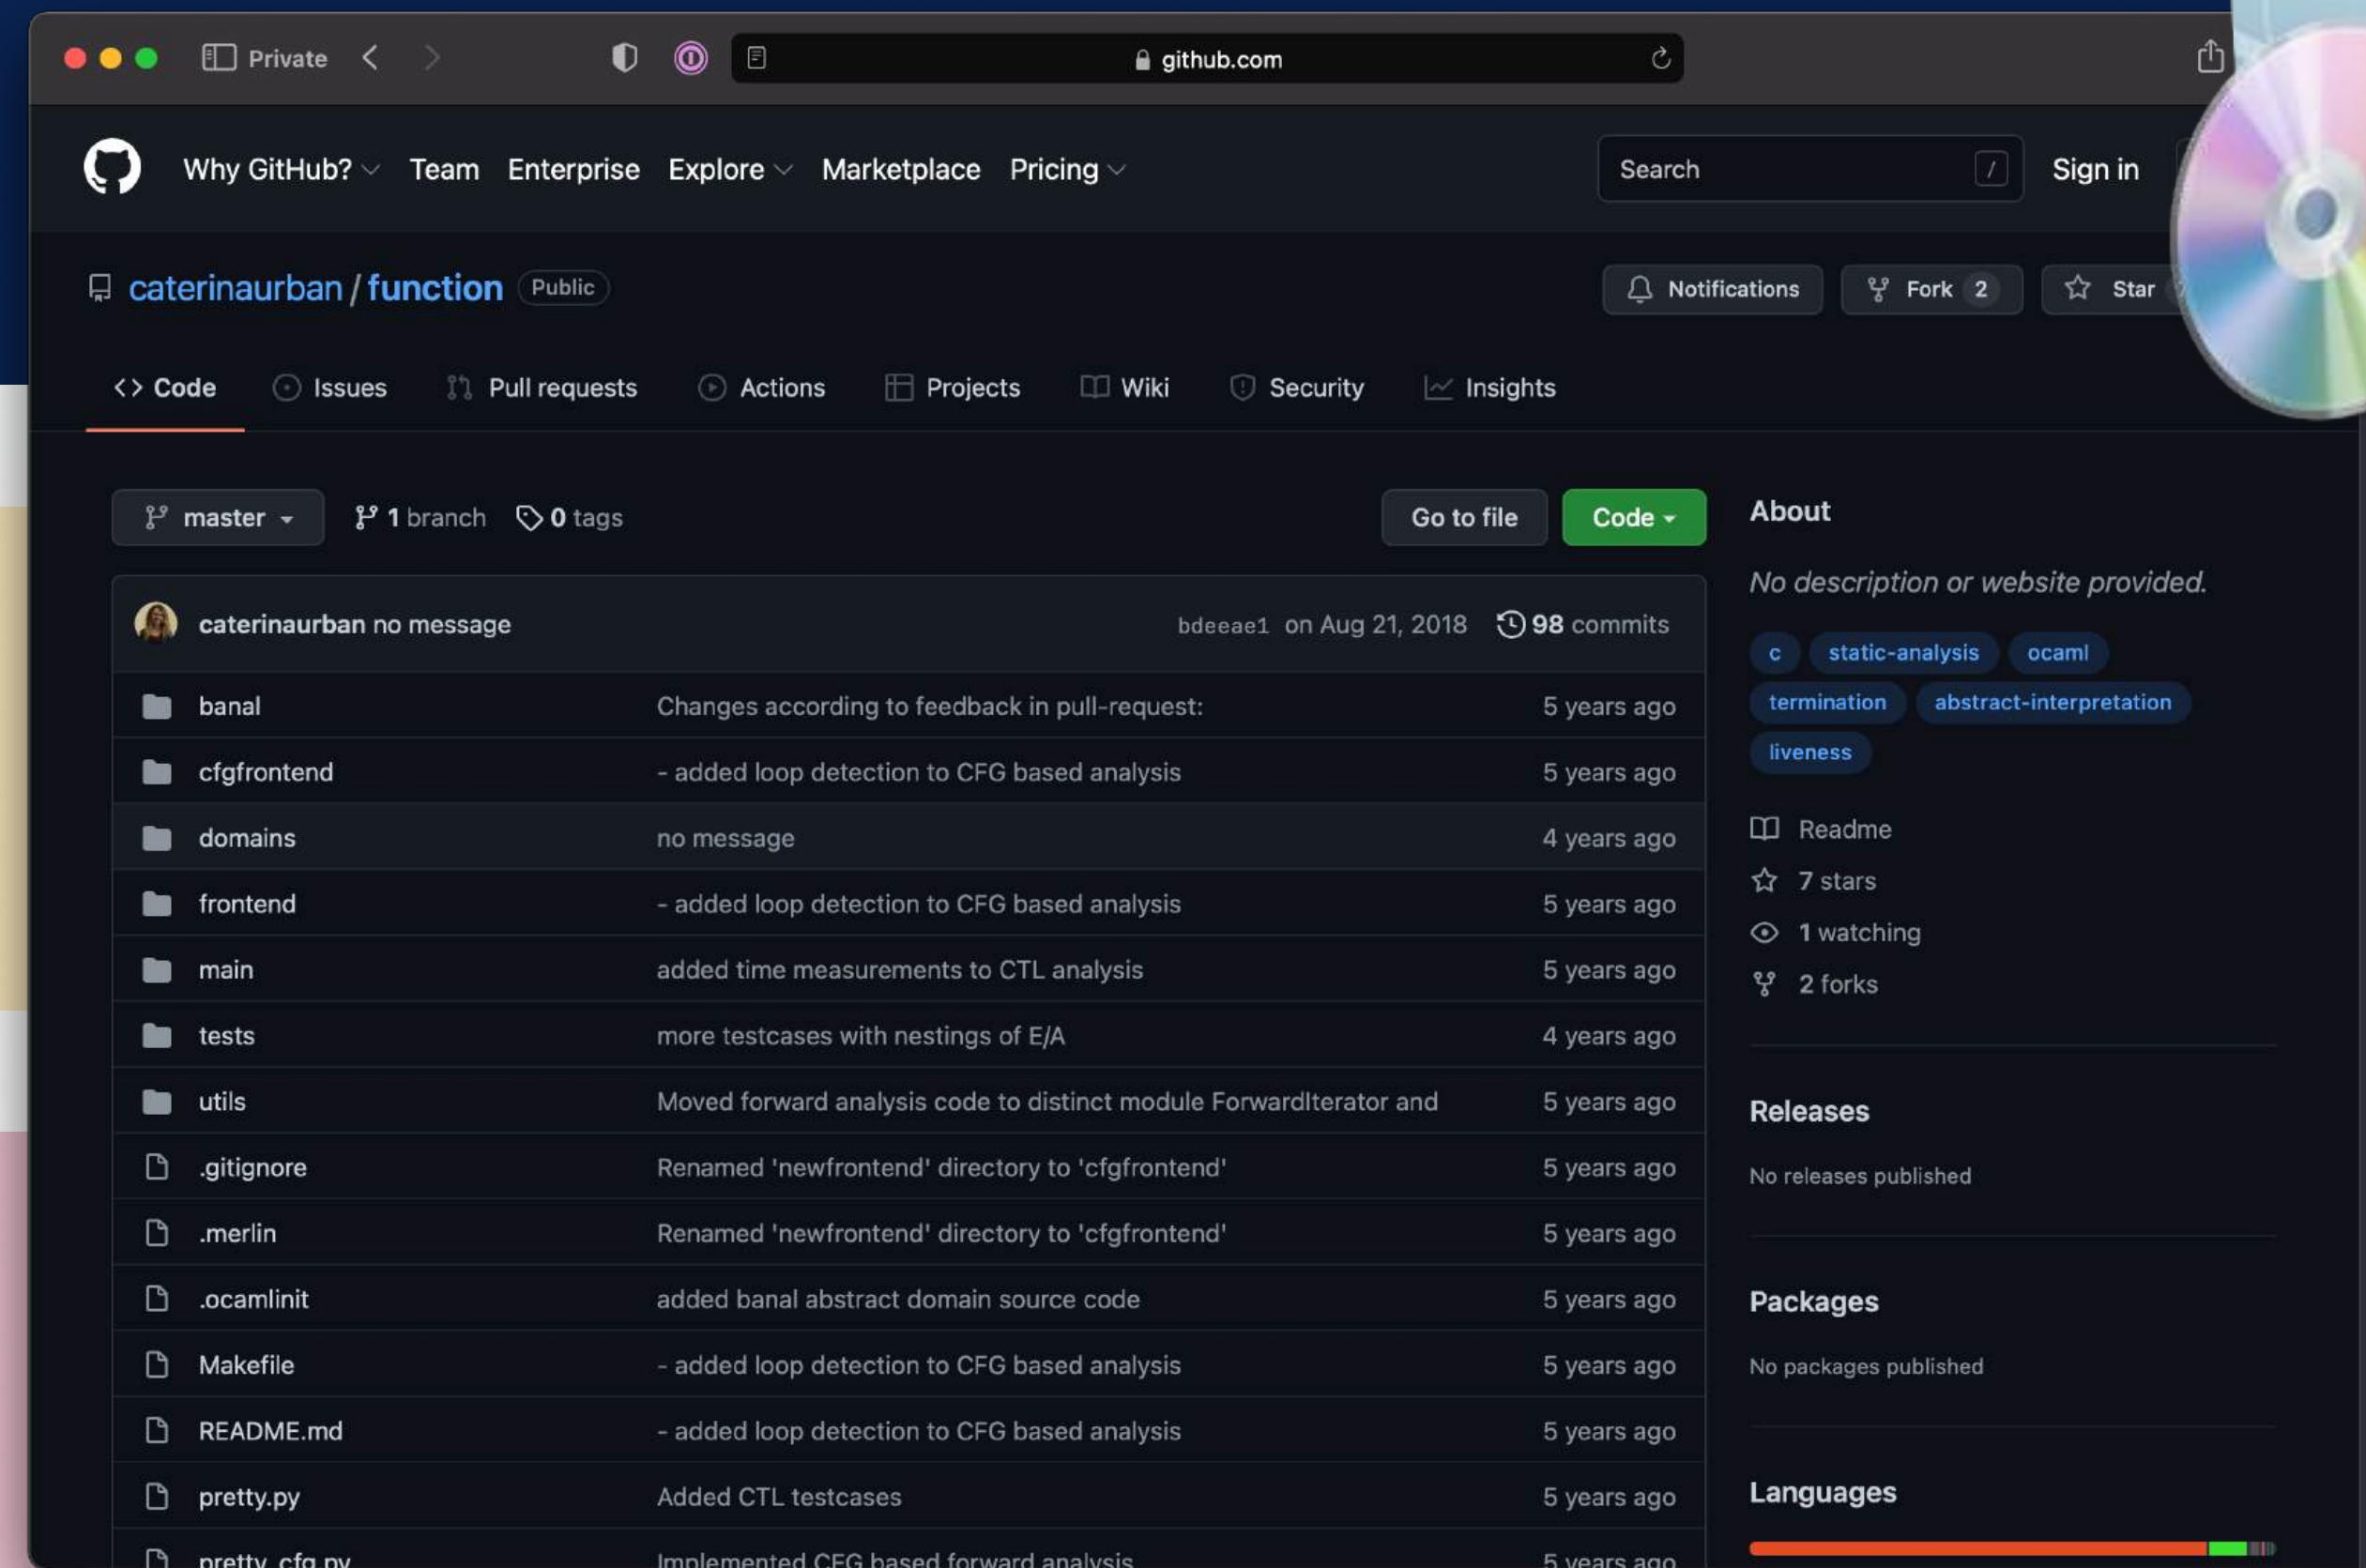 Private
github.com
Why GitHub? Team Enterprise Explore Marketplace Pricing
Search /
Sign in
caterinaurban / function Public
Notifications
Fork 2
Star
Code Issues Pull requests Actions Projects Wiki Security Insights
master 1 branch 0 tags
Go to file
Code
caterinaurban no message bdeeae1 on Aug 21, 2018 98 commits
banal Changes according to feedback in pull-request: 5 years ago
cfgfrontend - added loop detection to CFG based analysis 5 years ago
domains no message 4 years ago
frontend - added loop detection to CFG based analysis 5 years ago
main added time measurements to CTL analysis 5 years ago
tests more testcases with nestings of E/A 4 years ago
utils Moved forward analysis code to distinct module ForwardIterator and 5 years ago
.gitignore Renamed 'newfrontend' directory to 'cfgfrontend' 5 years ago
.merlin Renamed 'newfrontend' directory to 'cfgfrontend' 5 years ago
.ocamlinit added banal abstract domain source code 5 years ago
Makefile - added loop detection to CFG based analysis 5 years ago
README.md - added loop detection to CFG based analysis 5 years ago
pretty.py Added CTL testcases 5 years ago
pretty_cfg.py Implemented CFG based forward analysis 5 years ago
About
No description or website provided.
c static-analysis ocaml
termination abstract-interpretation
liveness
Readme
7 stars
1 watching
2 forks
Releases
No releases published
Packages
No packages published
Languages